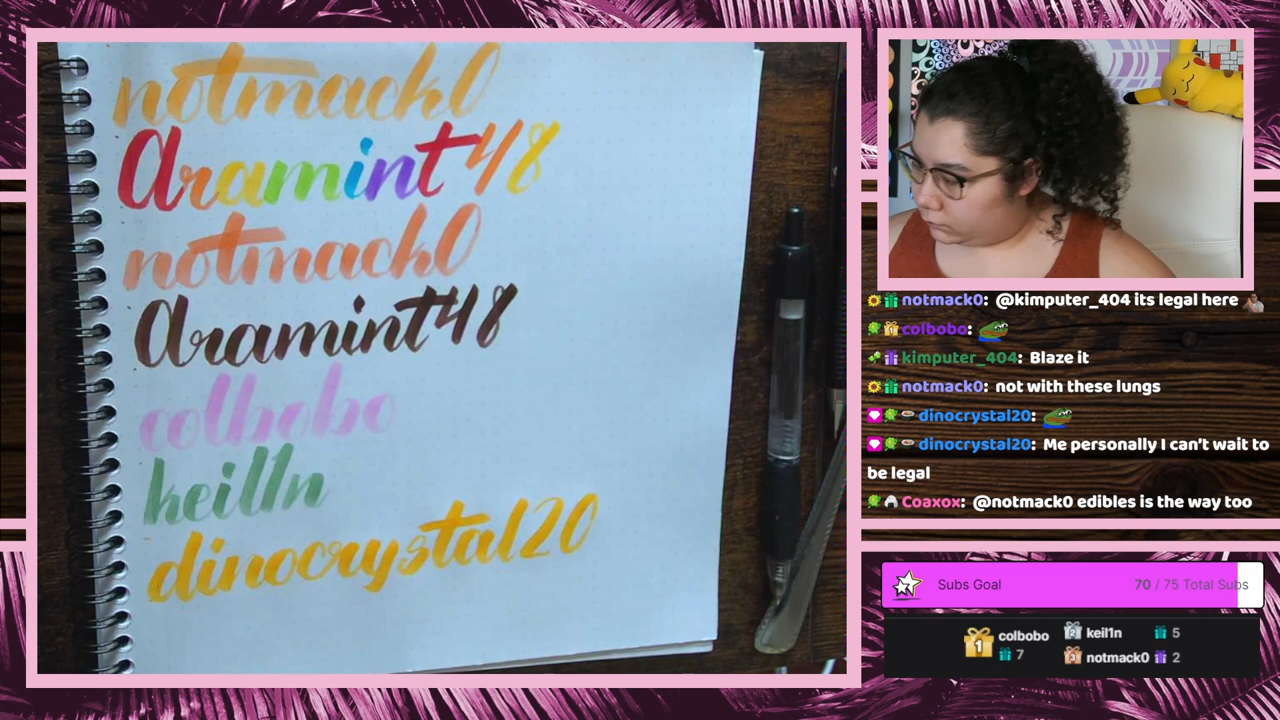 notmack0
aramint48
notmack0
aramint48
colbobo
keil1n
dinocrystal20
notmack0: @kimputer_404 its legal here
colbobo:
kimputer_404: Blaze it
notmack0: not with these lungs
dinocrystal20:
dinocrystal20: Me personally I can't wait to
be legal
Coaxox: @notmack0 edibles is the way too
Subs Goal 70 / 75 Total Subs
1 colbobo 7
2 keil1n 5
3 notmack0 2